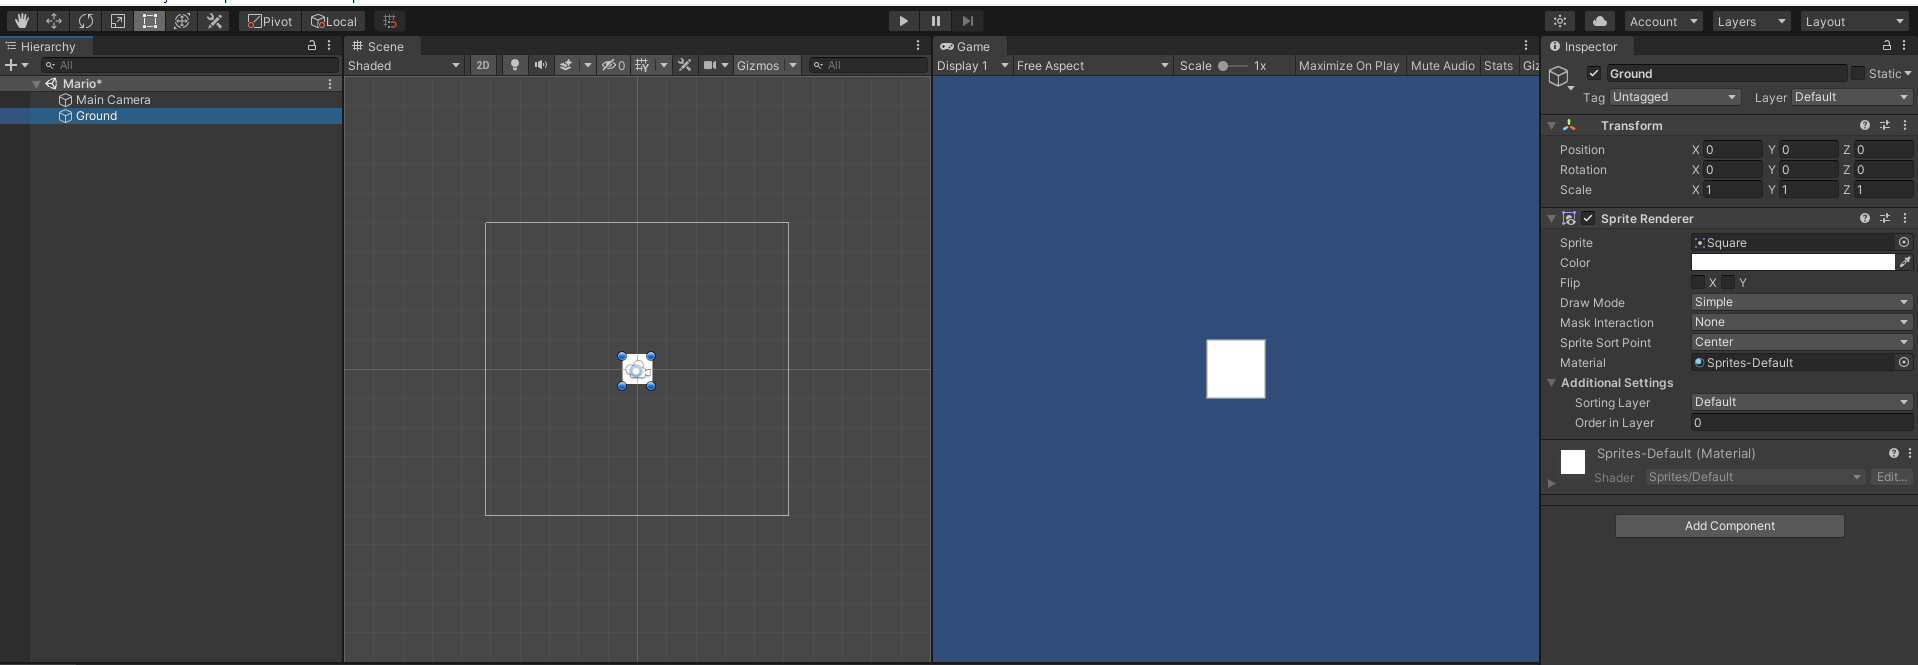 Pivot Local Account Layers Layout
Hierarchy
All
Mario*
Main Camera
Ground
Scene
Shaded 2D 0 Gizmos All
Game
Display 1 Free Aspect Scale 1x Maximize On Play Mute Audio Stats Giz
Inspector
Ground Static
Tag Untagged Layer Default
Transform
Position X 0 Y 0 Z 0
Rotation X 0 Y 0 Z 0
Scale X 1 Y 1 Z 1
Sprite Renderer
Sprite Square
Color
Flip X Y
Draw Mode Simple
Mask Interaction None
Sprite Sort Point Center
Material Sprites-Default
Additional Settings
Sorting Layer Default
Order in Layer 0
Sprites-Default (Material)
Shader Sprites/Default Edit...
Add Component